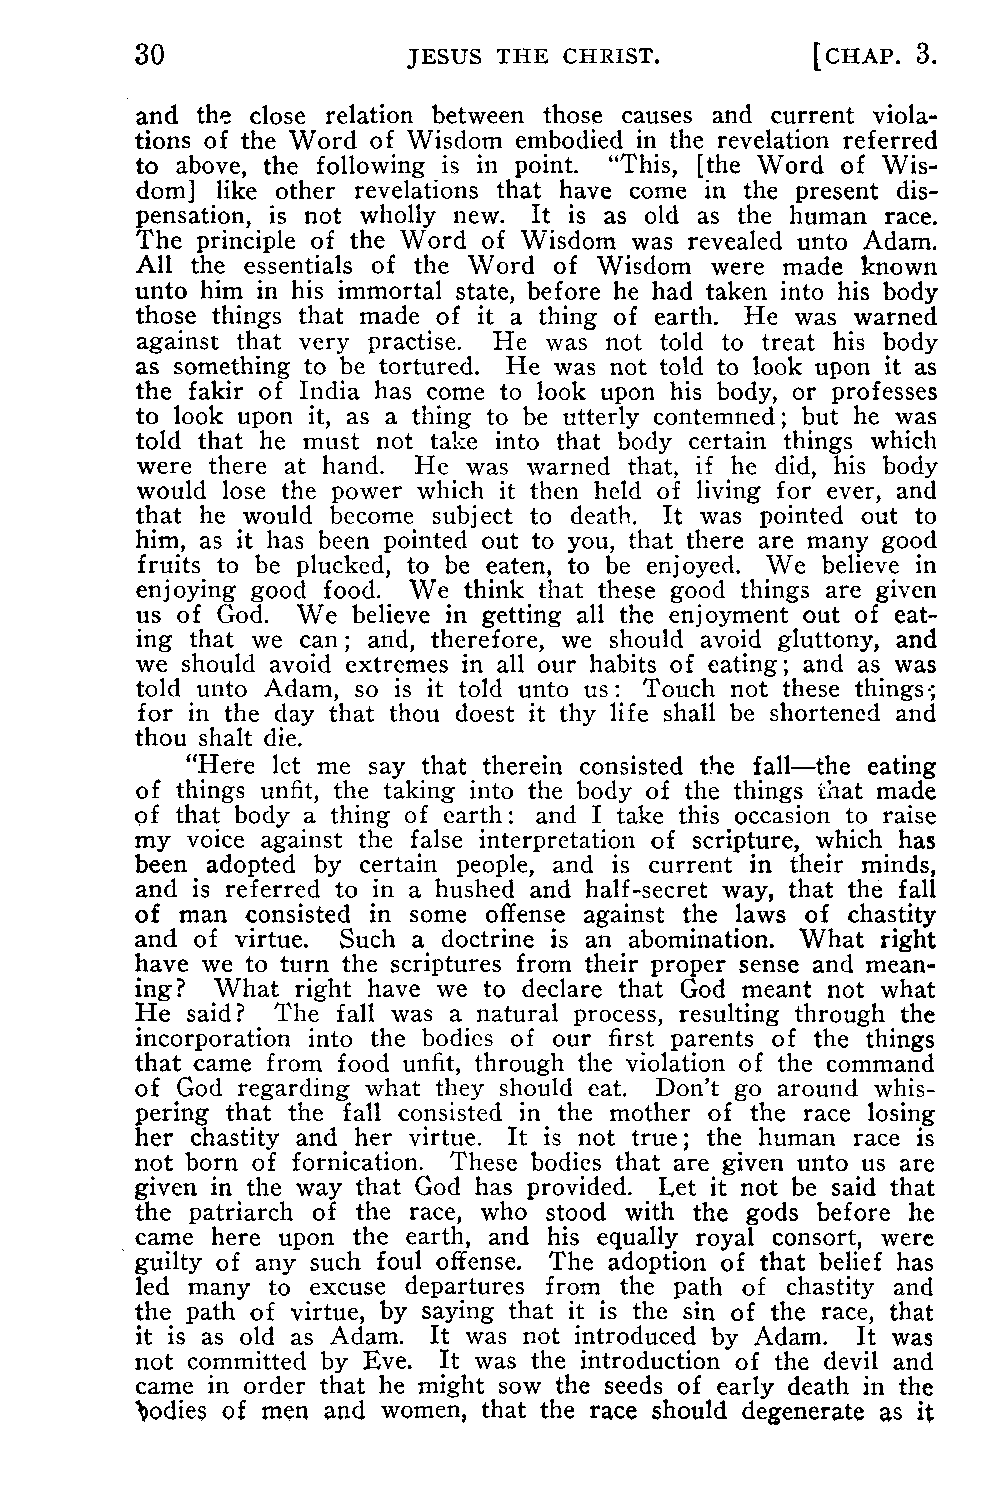 30 JESUS THE CHRIST. [CHAP. 3.
and the close relation between those causes and current viola-
tions of the Word of Wisdom embodied in the revelation referred
to above, the following is in point. “This, [the Word of Wis-
dom] like other revelations that have come in the present dis-
pensation, is not wholly new. It is as old as the human race.
The principle of the Word of Wisdom was revealed unto Adam.
All the essentials of the Word of Wisdom were made known
unto him in his immortal state, before he had taken into his body
those things that made of it a thing of earth. He was warned
against that very practise. He was not told to treat his body
as something to be tortured. He was not told to look upon it as
the fakir of India has come to look upon his body, or professes
to look upon it, as a thing to be utterly contemned; but he was
told that he must not take into that body certain things which
were there at hand. He was warned that, if he did, his body
would lose the power which it then held of living for ever, and
that he would become subject to death. It was pointed out to
him, as it has been pointed out to you, that there are many good
fruits to be plucked, to be eaten, to be enjoyed. We believe in
enjoying good food. We think that these good things are given
us of God. We believe in getting all the enjoyment out of eat-
ing that we can; and, therefore, we should avoid gluttony, and
we should avoid extremes in all our habits of eating; and as was
told unto Adam, so is it told unto us: Touch not these things;
for in the day that thou doest it thy life shall be shortened and
thou shalt die.
“Here let me say that therein consisted the fall—the eating
of things unfit, the taking into the body of the things that made
of that body a thing of earth: and I take this occasion to raise
my voice against the false interpretation of scripture, which has
been adopted by certain people, and is current in their minds,
and is referred to in a hushed and half-secret way, that the fall
of man consisted in some offense against the laws of chastity
and of virtue. Such a doctrine is an abomination. What right
have we to turn the scriptures from their proper sense and mean-
ing? What right have we to declare that God meant not what
He said? The fall was a natural process, resulting through the
incorporation into the bodies of our first parents of the things
that came from food unfit, through the violation of the command
of God regarding what they should eat. Don’t go around whis-
pering that the fall consisted in the mother of the race losing
her chastity and her virtue. It is not true; the human race is
not born of fornication. These bodies that are given unto us are
given in the way that God has provided. Let it not be said that
the patriarch of the race, who stood with the gods before he
came here upon the earth, and his equally royal consort, were
guilty of any such foul offense. The adoption of that belief has
led many to excuse departures from the path of chastity and
the path of virtue, by saying that it is the sin of the race, that
it is as old as Adam. It was not introduced by Adam. It was
not committed by Eve. It was the introduction of the devil and
came in order that he might sow the seeds of early death in the
bodies of men and women, that the race should degenerate as it